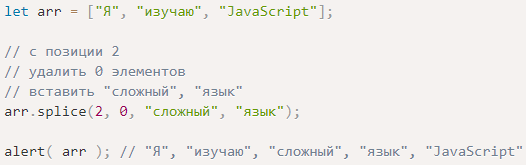 let arr = ["Я", "изучаю", "JavaScript"];
// с позиции 2
// удалить 0 элементов
// вставить "сложный", "язык"
arr.splice(2, 0, "сложный", "язык");
alert( arr ); // "Я", "изучаю", "сложный", "язык", "JavaScript"